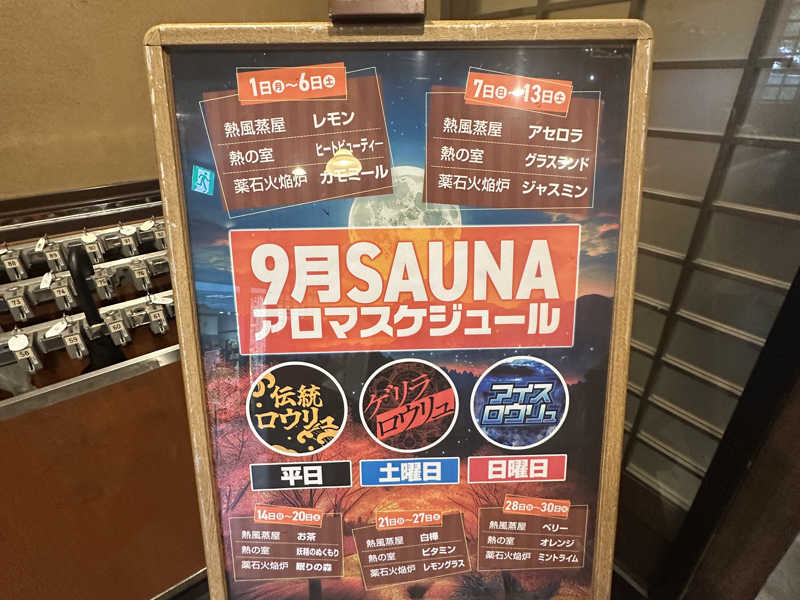 1日㊊～6日㊏
熱風蒸屋 レモン
熱の室 ヒートビューティー
薬石火焔炉 カモミール
7日㊐～13日㊏
熱風蒸屋 アセロラ
熱の室 グラスランド
薬石火焔炉 ジャスミン
9月SAUNA
アロマスケジュール
伝統
ロウリュ
ゲリラ
ロウリュ
アイス
ロウリュ
平日
土曜日
日曜日
14日㊐～20日㊏
熱風蒸屋 お茶
熱の室 妖精のぬくもり
薬石火焔炉 眠りの森
21日㊐～27日㊏
熱風蒸屋 白樺
熱の室 ビタミン
薬石火焔炉 レモングラス
28日㊐～30日㊋
熱風蒸屋 ベリー
熱の室 オレンジ
薬石火焔炉 ミントライム
73
74
58
59
60
61